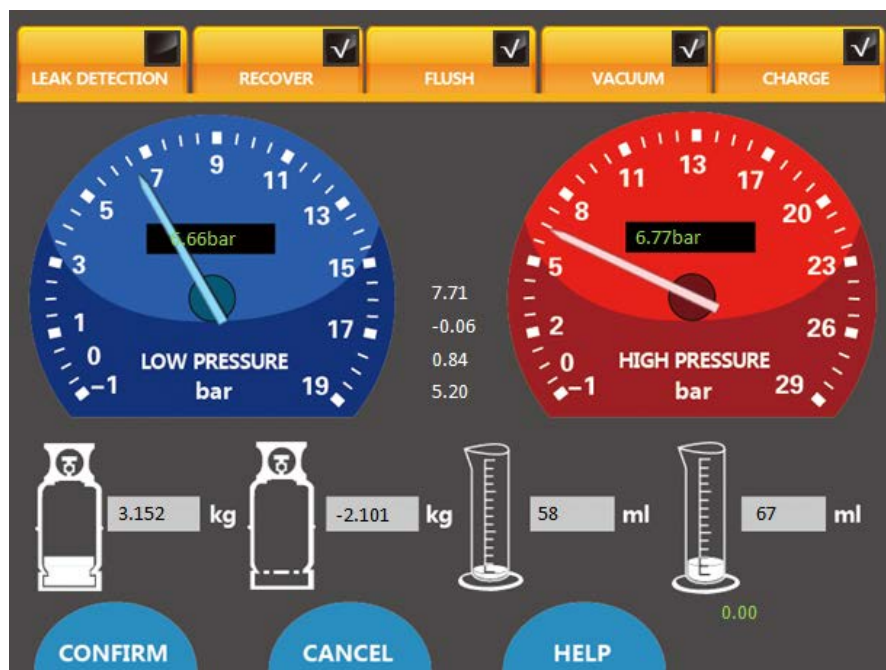 √ √ √ √
LEAK DETECTION RECOVER FLUSH VACUUM CHARGE
-1 0 1 3 5 7 9 11 13 15 17 19
6.66bar
LOW PRESSURE
bar
7.71
-0.06
0.84
5.20
-1 0 2 5 8 11 13 17 20 23 26 29
6.77bar
HIGH PRESSURE
bar
3.152 kg -2.101 kg 58 ml 67 ml
0.00
CONFIRM CANCEL HELP